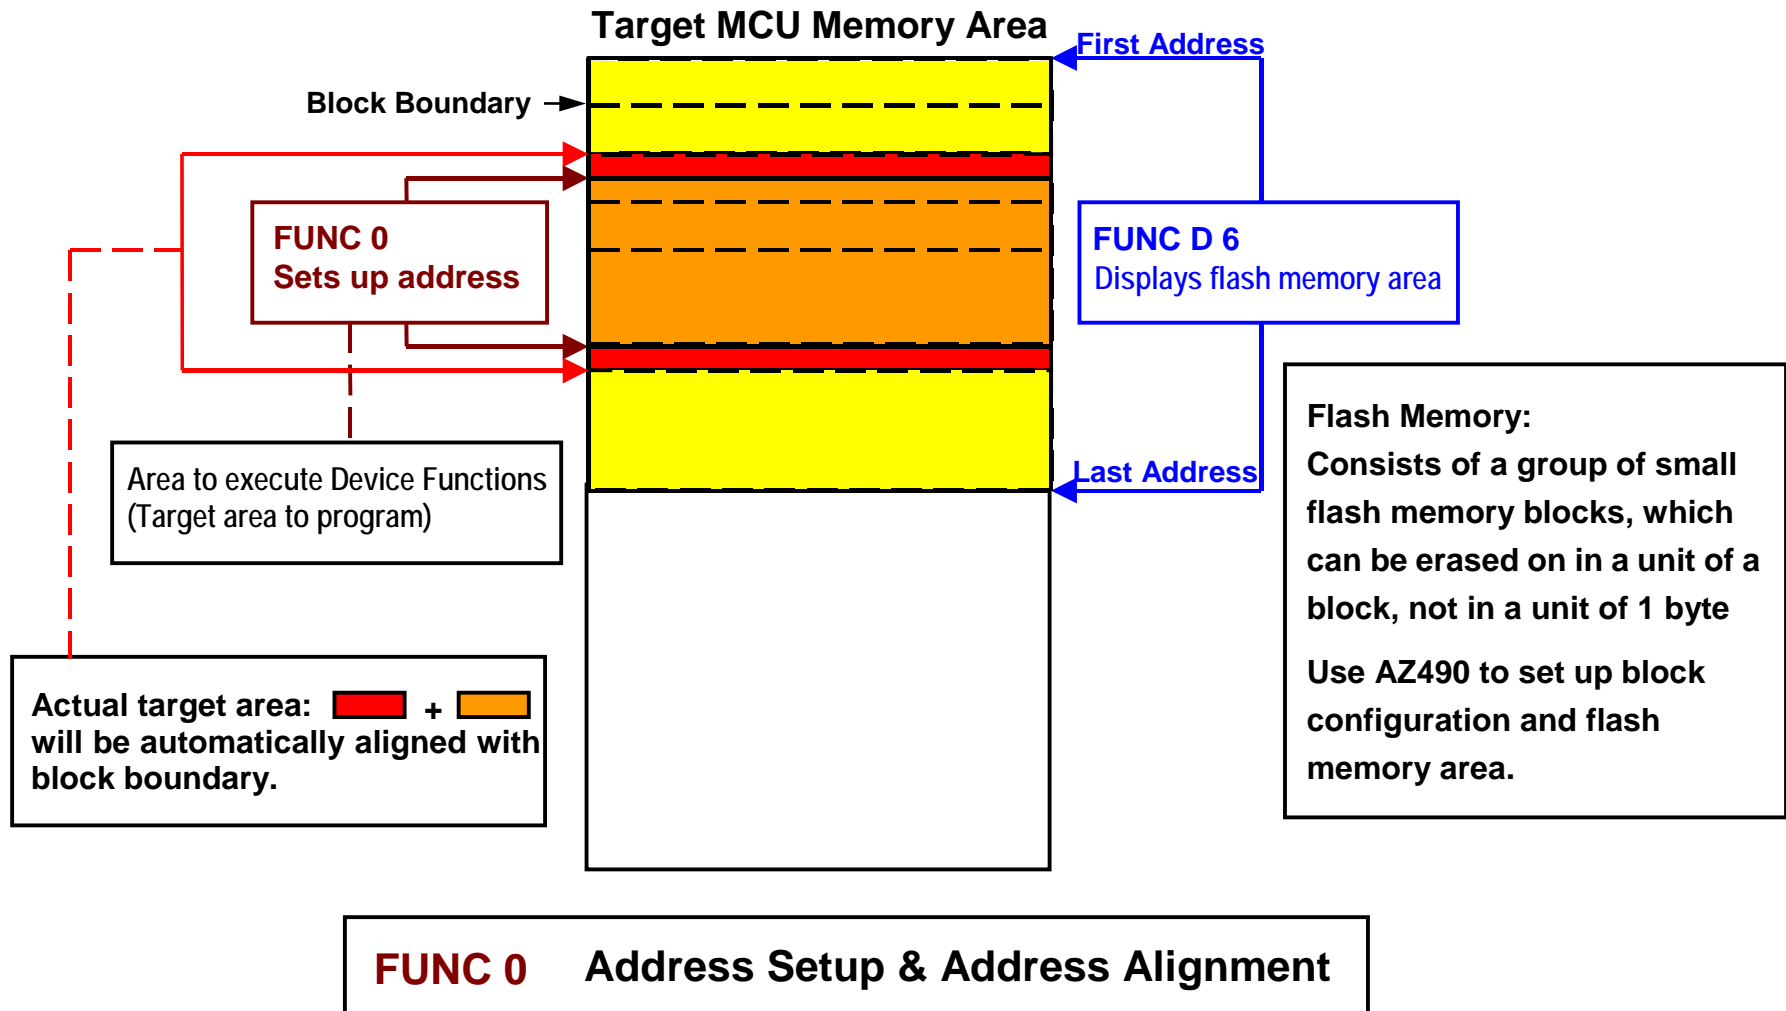 Target MCU Memory Area
First Address
Block Boundary
FUNC 0
Sets up address
FUNC D 6
Displays flash memory area
Area to execute Device Functions
(Target area to program)
Last Address
Flash Memory:
Consists of a group of small
flash memory blocks, which
can be erased on in a unit of a
block, not in a unit of 1 byte
Use AZ490 to set up block
configuration and flash
memory area.
Actual target area: +
will be automatically aligned with
block boundary.
FUNC 0 Address Setup & Address Alignment